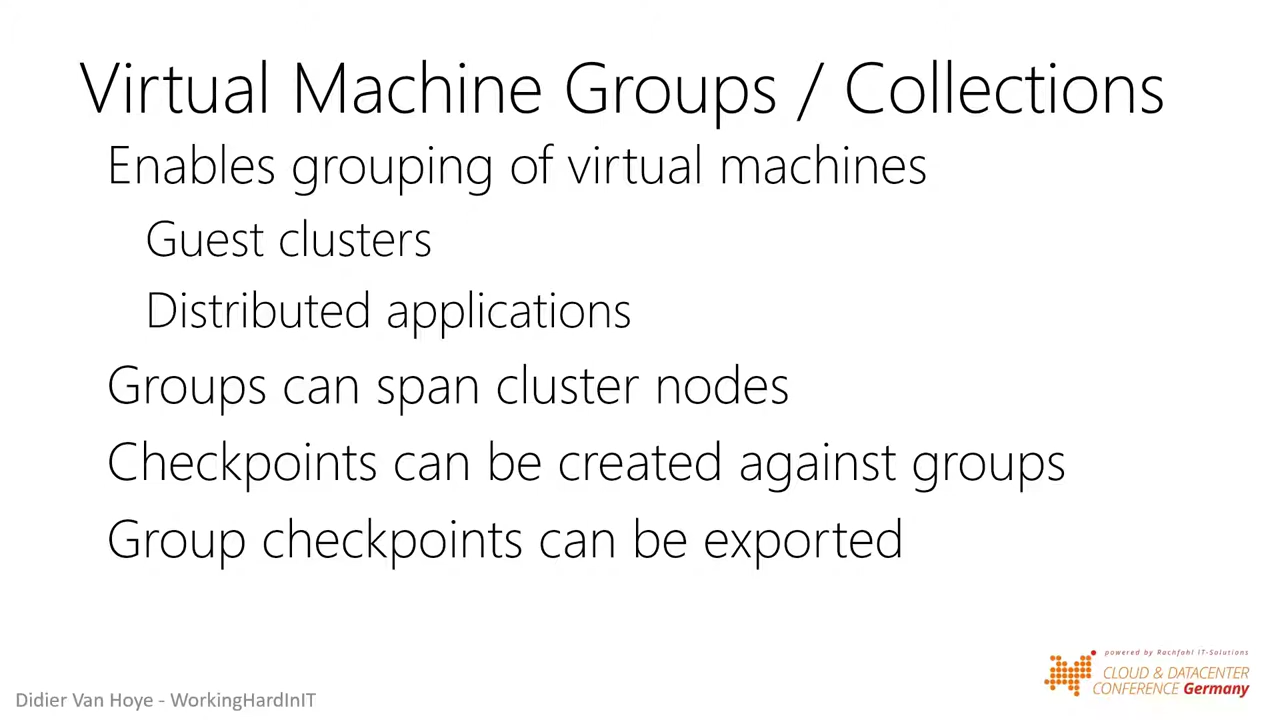 Virtual Machine Groups / Collections
Enables grouping of virtual machines
Guest clusters
Distributed applications
Groups can span cluster nodes
Checkpoints can be created against groups
Group checkpoints can be exported
powered by Rachfahl IT-Solutions
CLOUD & DATACENTER
CONFERENCE Germany
Didier Van Hoye - WorkingHardInIT